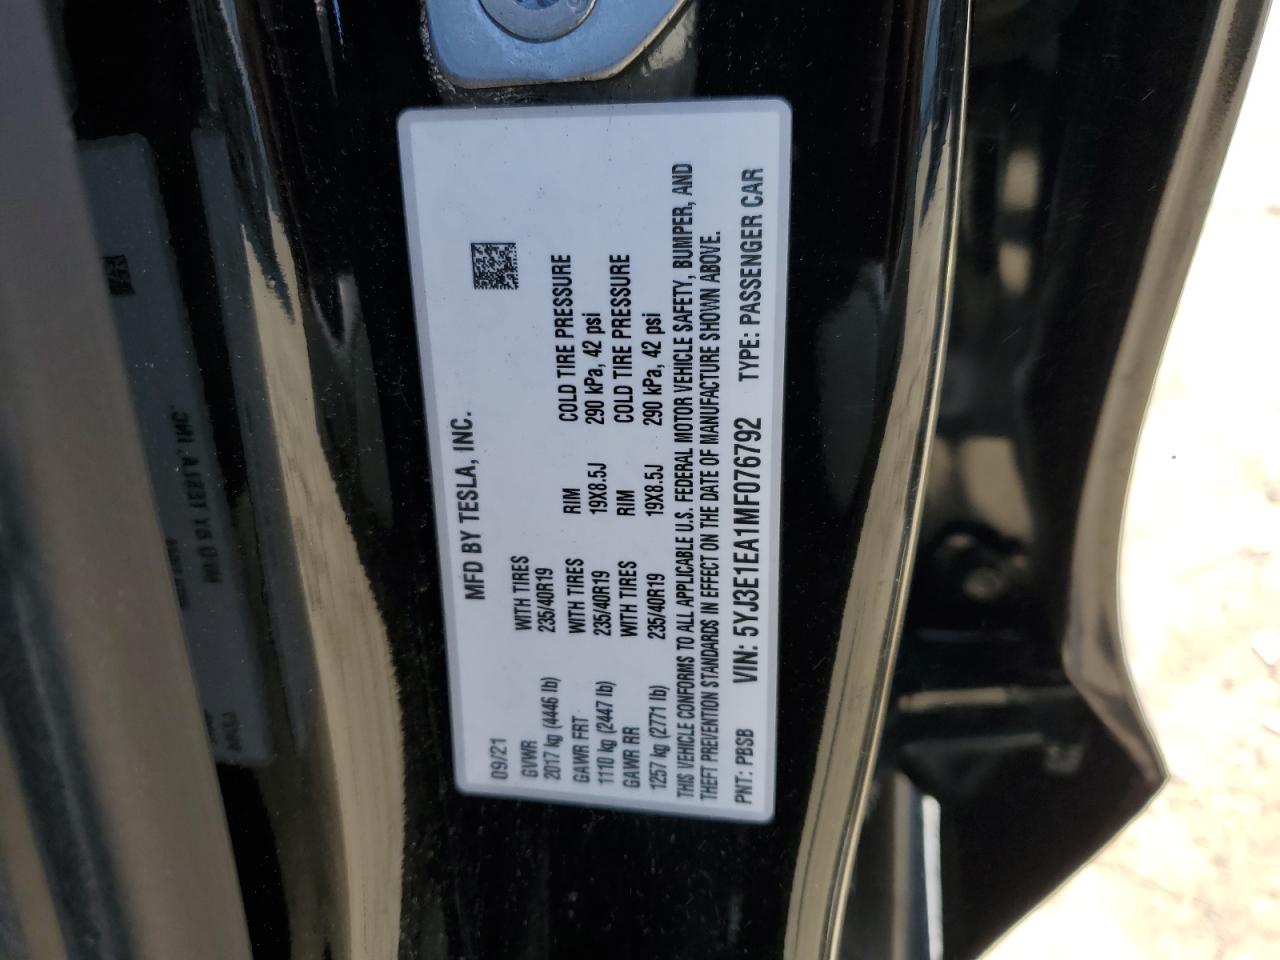 MFD BY TESLA, INC.
09/21
GVWR WITH TIRES
2017 kg (4446 lb) 235/40R19
GAWR FRT WITH TIRES RIM COLD TIRE PRESSURE
1110 kg (2447 lb) 235/40R19 19X8.5J 290 kPa, 42 psi
GAWR RR WITH TIRES RIM COLD TIRE PRESSURE
1257 kg (2771 lb) 235/40R19 19X8.5J 290 kPa, 42 psi
THIS VEHICLE CONFORMS TO ALL APPLICABLE U.S. FEDERAL MOTOR VEHICLE SAFETY, BUMPER, AND
THEFT PREVENTION STANDARDS IN EFFECT ON THE DATE OF MANUFACTURE SHOWN ABOVE.
PNT: PBSB VIN: 5YJ3E1EA1MF076792 TYPE: PASSENGER CAR